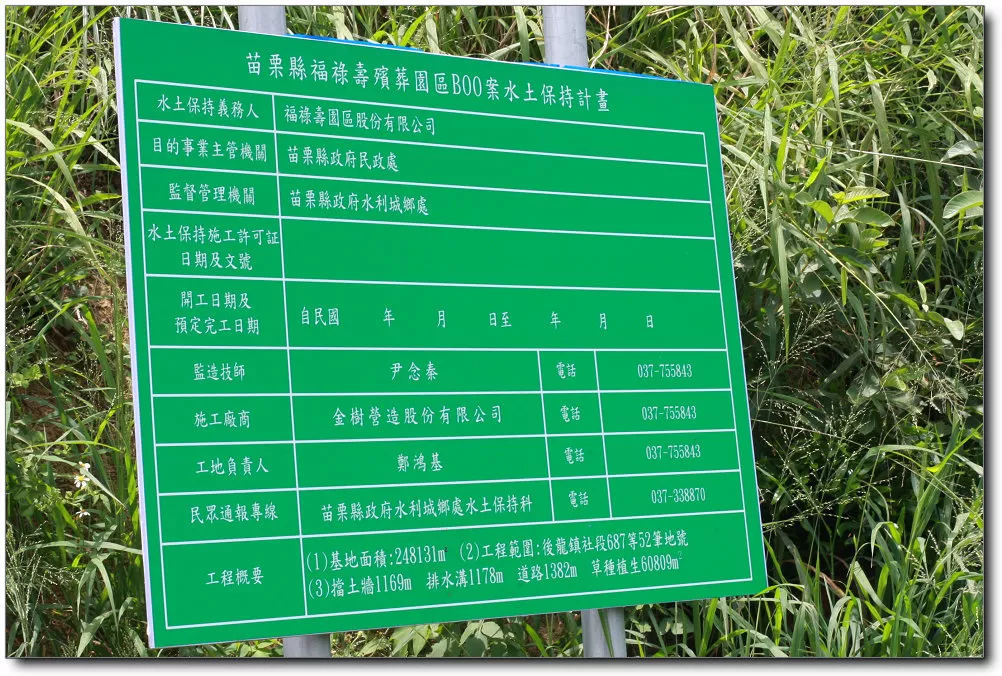 苗栗縣福祿壽殯葬園區BOO案水土保持計畫
水土保持義務人 福祿壽園區股份有限公司
目的事業主管機關 苗栗縣政府民政處
監督管理機關 苗栗縣政府水利城鄉處
水土保持施工許可証
日期及文號
開工日期及
預定完工日期 自民國 年 月 日至 年 月 日
監造技師 尹念秦 電話 037-755843
施工廠商 金樹營造股份有限公司 電話 037-755843
工地負責人 鄭鴻基 電話 037-755843
民眾通報專線 苗栗縣政府水利城鄉處水土保持科 電話 037-338870
工程概要 (1)基地面積:248131㎡ (2)工程範圍:後龍鎮社段687等52筆地號
(3)擋土牆1169m 排水溝1178m 道路1382m 草種植生60809㎡